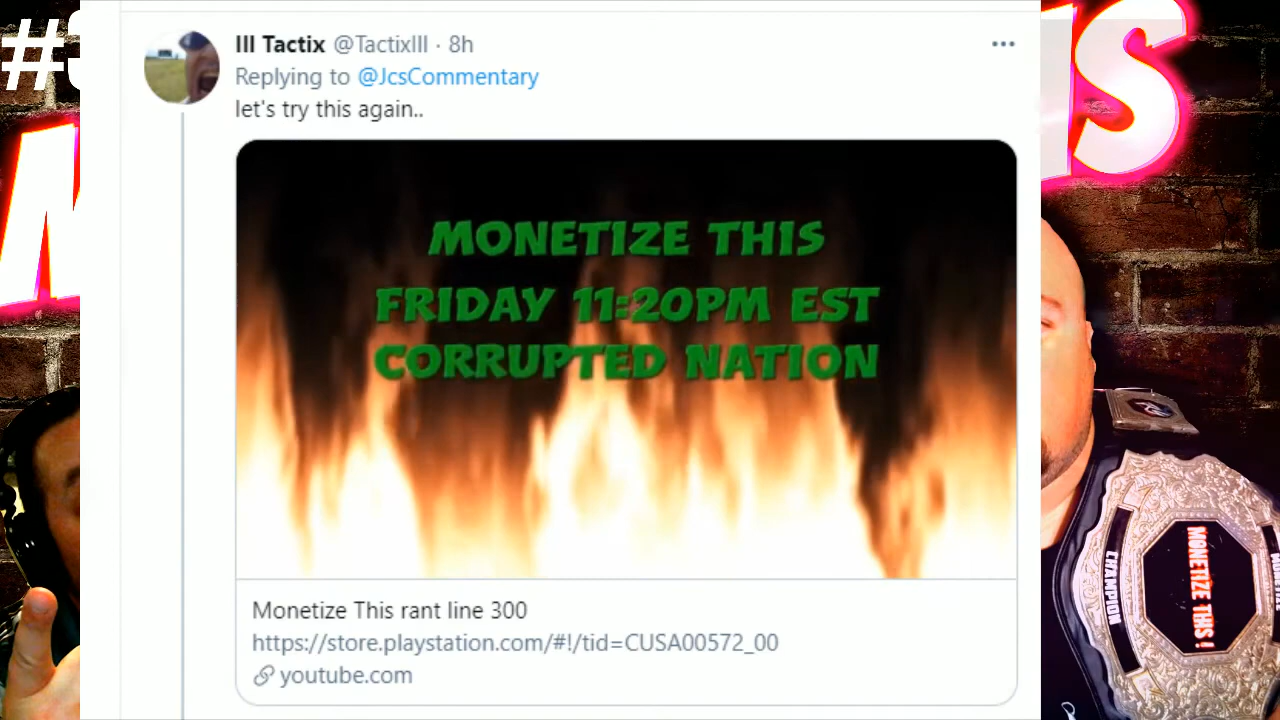 III Tactix @TactixIII · 8h
Replying to @JcsCommentary
let's try this again..
MONETIZE THIS
FRIDAY 11:20PM EST
CORRUPTED NATION
Monetize This rant line 300
https://store.playstation.com/#!/tid=CUSA00572_00
youtube.com
CHAMPION
MONETIZE THIS!